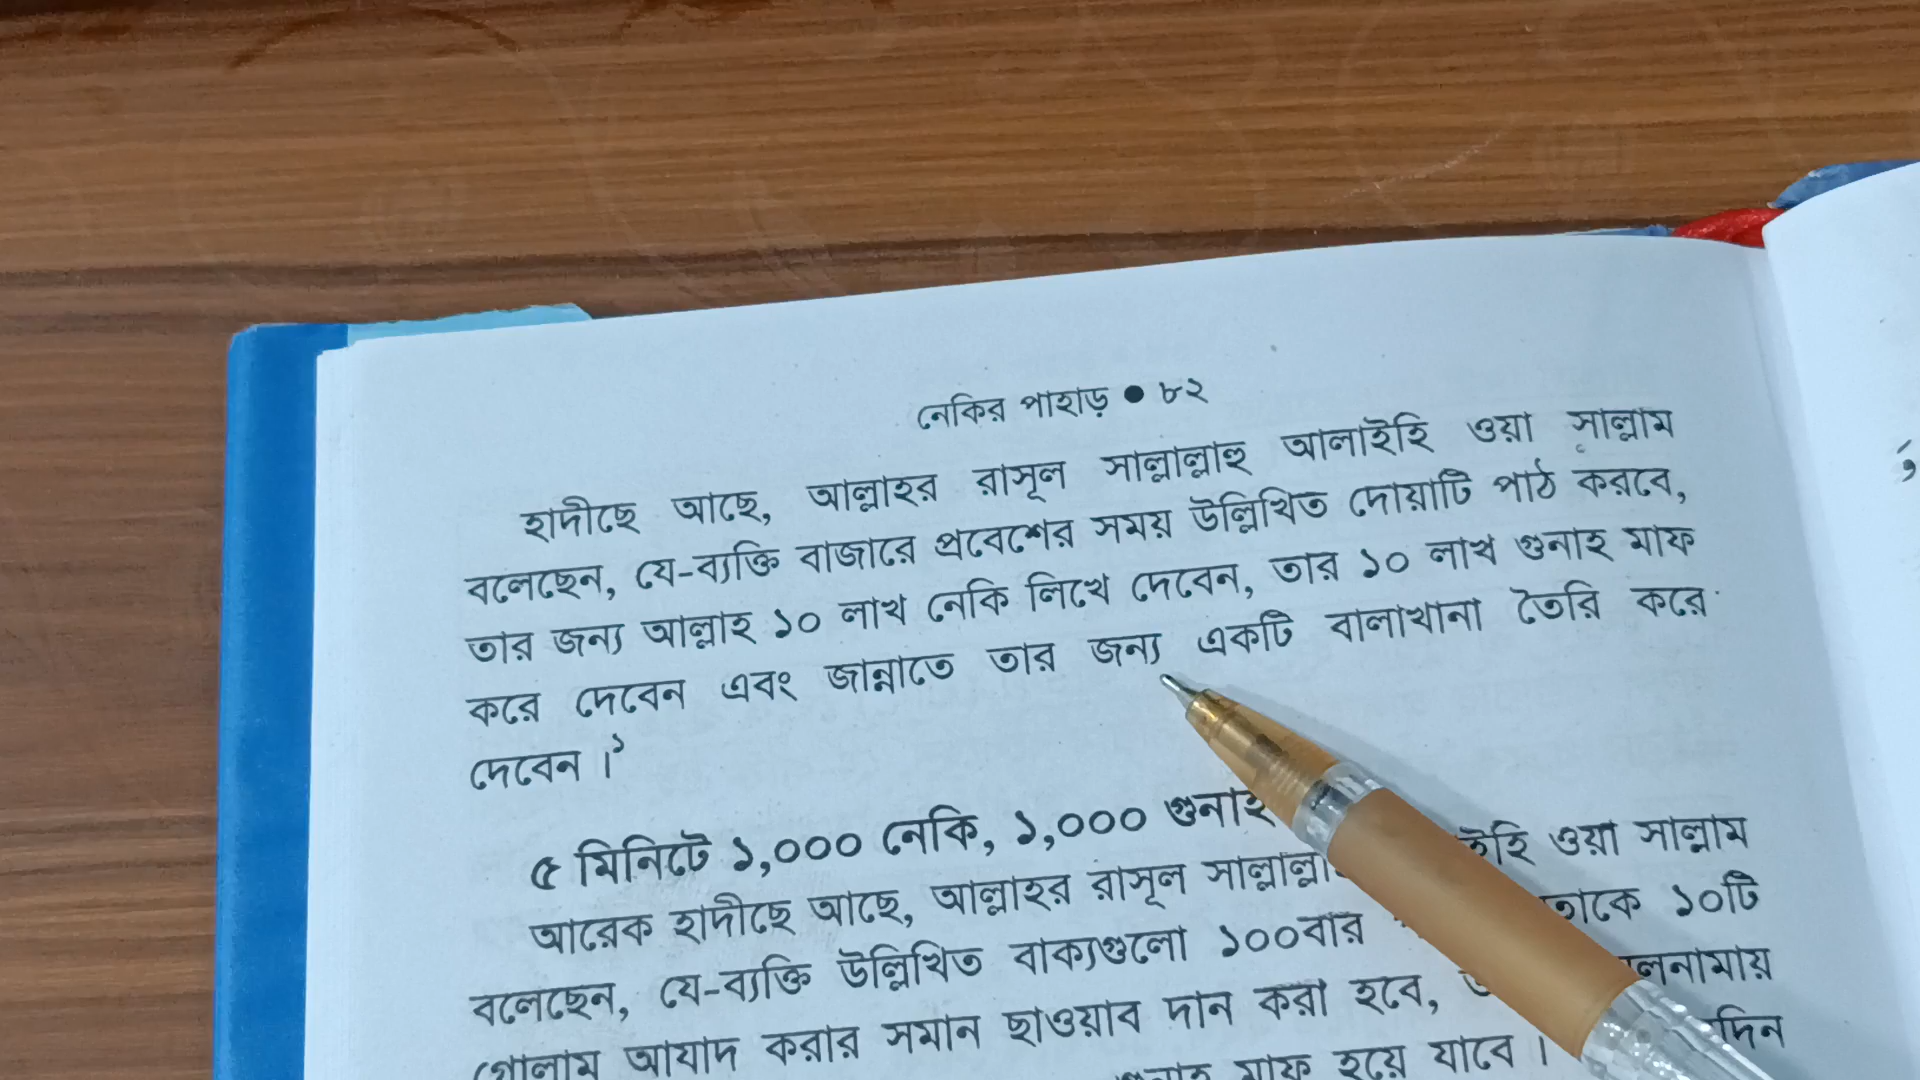 নেকির পাহাড় ● ৮২
হাদীছে আছে, আল্লাহর রাসূল সাল্লাল্লাহু আলাইহি ওয়া সাল্লাম
বলেছেন, যে-ব্যক্তি বাজারে প্রবেশের সময় উল্লিখিত দোয়াটি পাঠ করবে,
তার জন্য আল্লাহ ১০ লাখ নেকি লিখে দেবেন, তার ১০ লাখ গুনাহ মাফ
করে দেবেন এবং জান্নাতে তার জন্য একটি বালাখানা তৈরি করে
দেবেন।¹
৫ মিনিটে ১,০০০ নেকি, ১,০০০ গুনাহ
আরেক হাদীছে আছে, আল্লাহর রাসূল ওয়া সাল্লাম
বলেছেন, যে-ব্যক্তি উল্লিখিত বাক্যগুলো ১০০বার তাকে ১০টি
গোলাম আযাদ করার সমান ছাওয়াব দান করা হবে,
মাফ হয়ে যাবে।